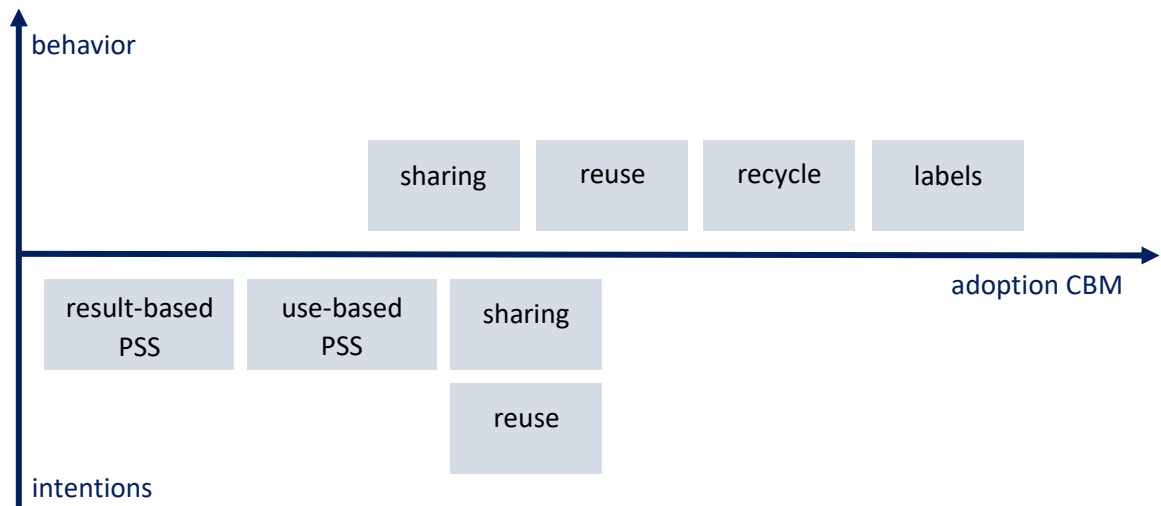 behavior
sharing
reuse
recycle
labels
adoption CBM
result-based
PSS
use-based
PSS
sharing
reuse
intentions